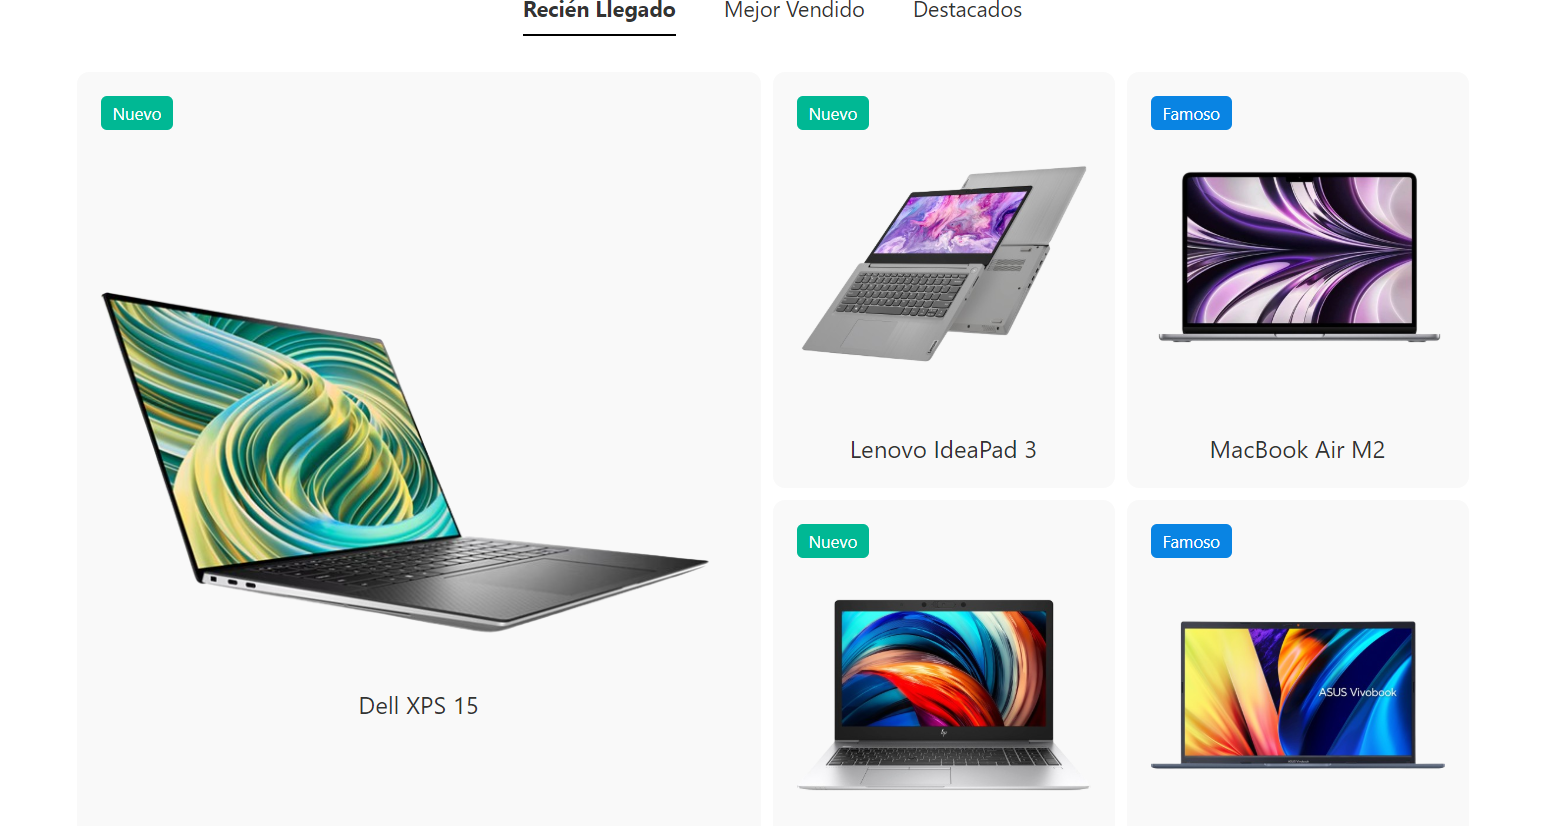 Recién Llegado
Mejor Vendido
Destacados
Nuevo
Dell XPS 15
Nuevo
Lenovo IdeaPad 3
Famoso
MacBook Air M2
Nuevo
hp
Famoso
ASUS Vivobook